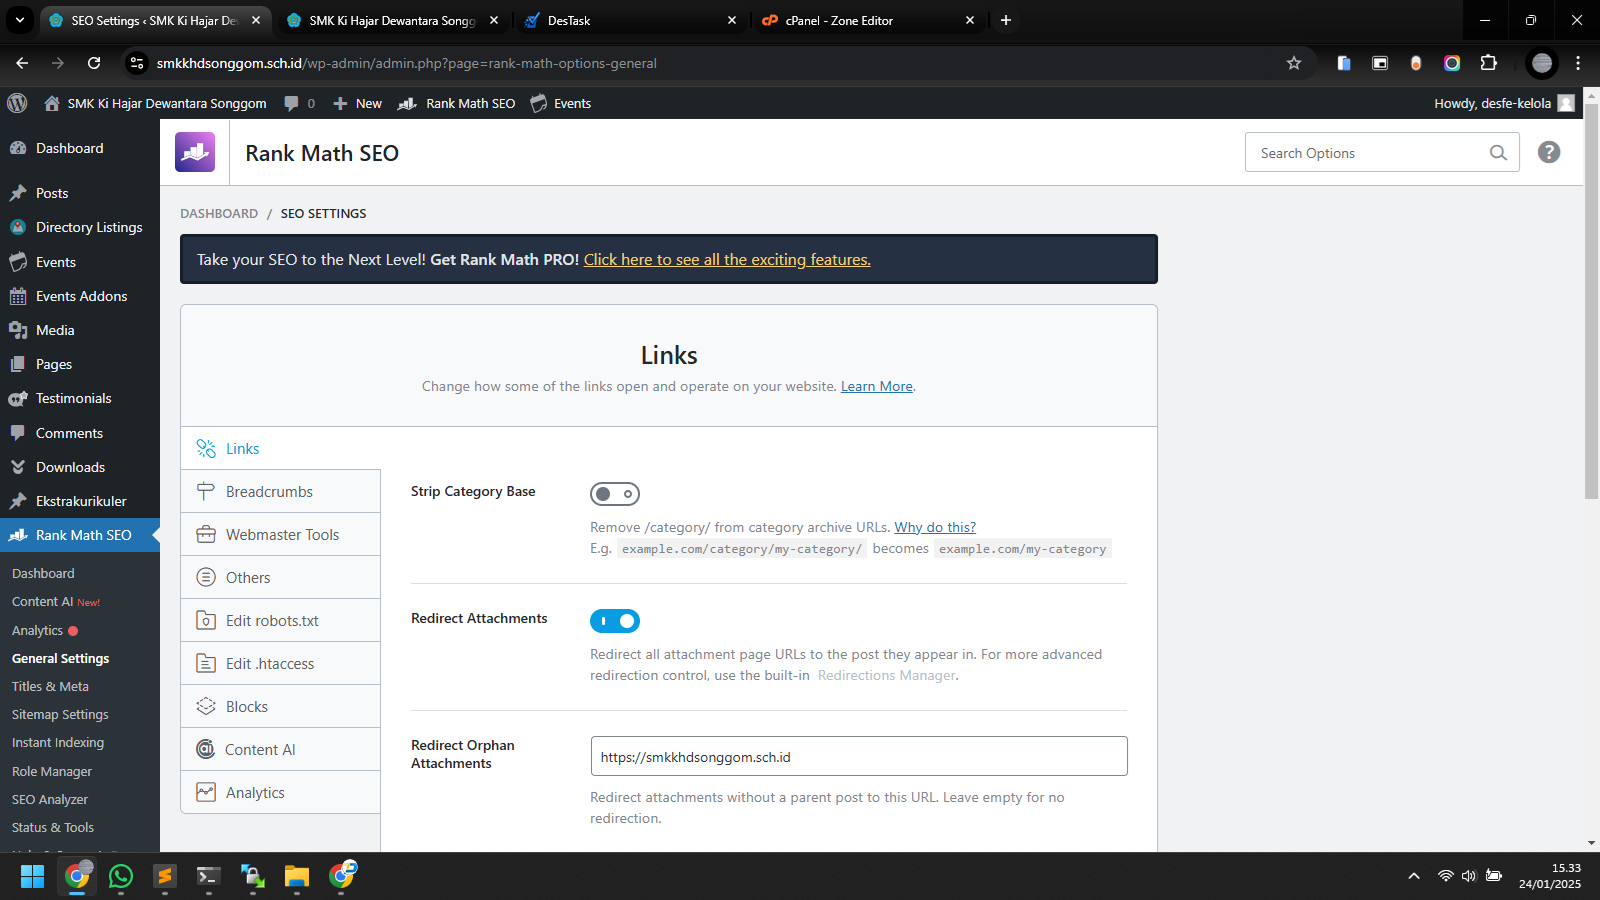 SEO Settings ‹ SMK Ki Hajar De
SMK Ki Hajar Dewantara Songg
DesTask
cPanel - Zone Editor
smkkhdsonggom.sch.id/wp-admin/admin.php?page=rank-math-options-general
SMK Ki Hajar Dewantara Songgom
0
New
Rank Math SEO
Events
Howdy, desfe-kelola
Dashboard
Posts
Directory Listings
Events
Events Addons
Media
Pages
Testimonials
Comments
Downloads
Ekstrakurikuler
Rank Math SEO
Dashboard
Content AI New!
Analytics
General Settings
Titles & Meta
Sitemap Settings
Instant Indexing
Role Manager
SEO Analyzer
Status & Tools
Rank Math SEO
Search Options
DASHBOARD / SEO SETTINGS
Take your SEO to the Next Level! Get Rank Math PRO! Click here to see all the exciting features.
Links
Change how some of the links open and operate on your website. Learn More.
Links
Breadcrumbs
Webmaster Tools
Others
Edit robots.txt
Edit .htaccess
Blocks
Content AI
Analytics
Strip Category Base
Remove /category/ from category archive URLs. Why do this?
E.g. example.com/category/my-category/ becomes example.com/my-category
Redirect Attachments
Redirect all attachment page URLs to the post they appear in. For more advanced
redirection control, use the built-in Redirections Manager.
Redirect Orphan
Attachments
https://smkkhdsonggom.sch.id
Redirect attachments without a parent post to this URL. Leave empty for no
redirection.
15.33
24/01/2025